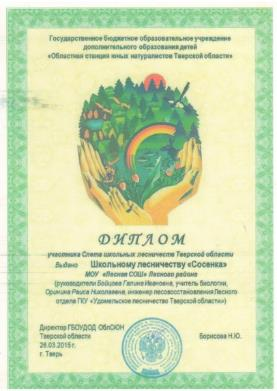 Государственное бюджетное образовательное учреждение
дополнительного образования детей
«Областная станция юных натуралистов Тверской области»
ДИПЛОМ
участника Слета школьных лесничеств Тверской области
Выдано Школьному лесничеству «Сосенка»
МОУ «Лесная СОШ» Лесного района
(руководители Бойцова Галина Ивановна, учитель биологии,
Оринина Раиса Николаевна, инженер лесовосстановления Лесного
отдела ГКУ «Удомельское лесничество Тверской области»)
Директор ГБОУДОД ОблСЮН
Тверской области
Борисова Н.Ю.
26.03.2015 г.
г. Тверь